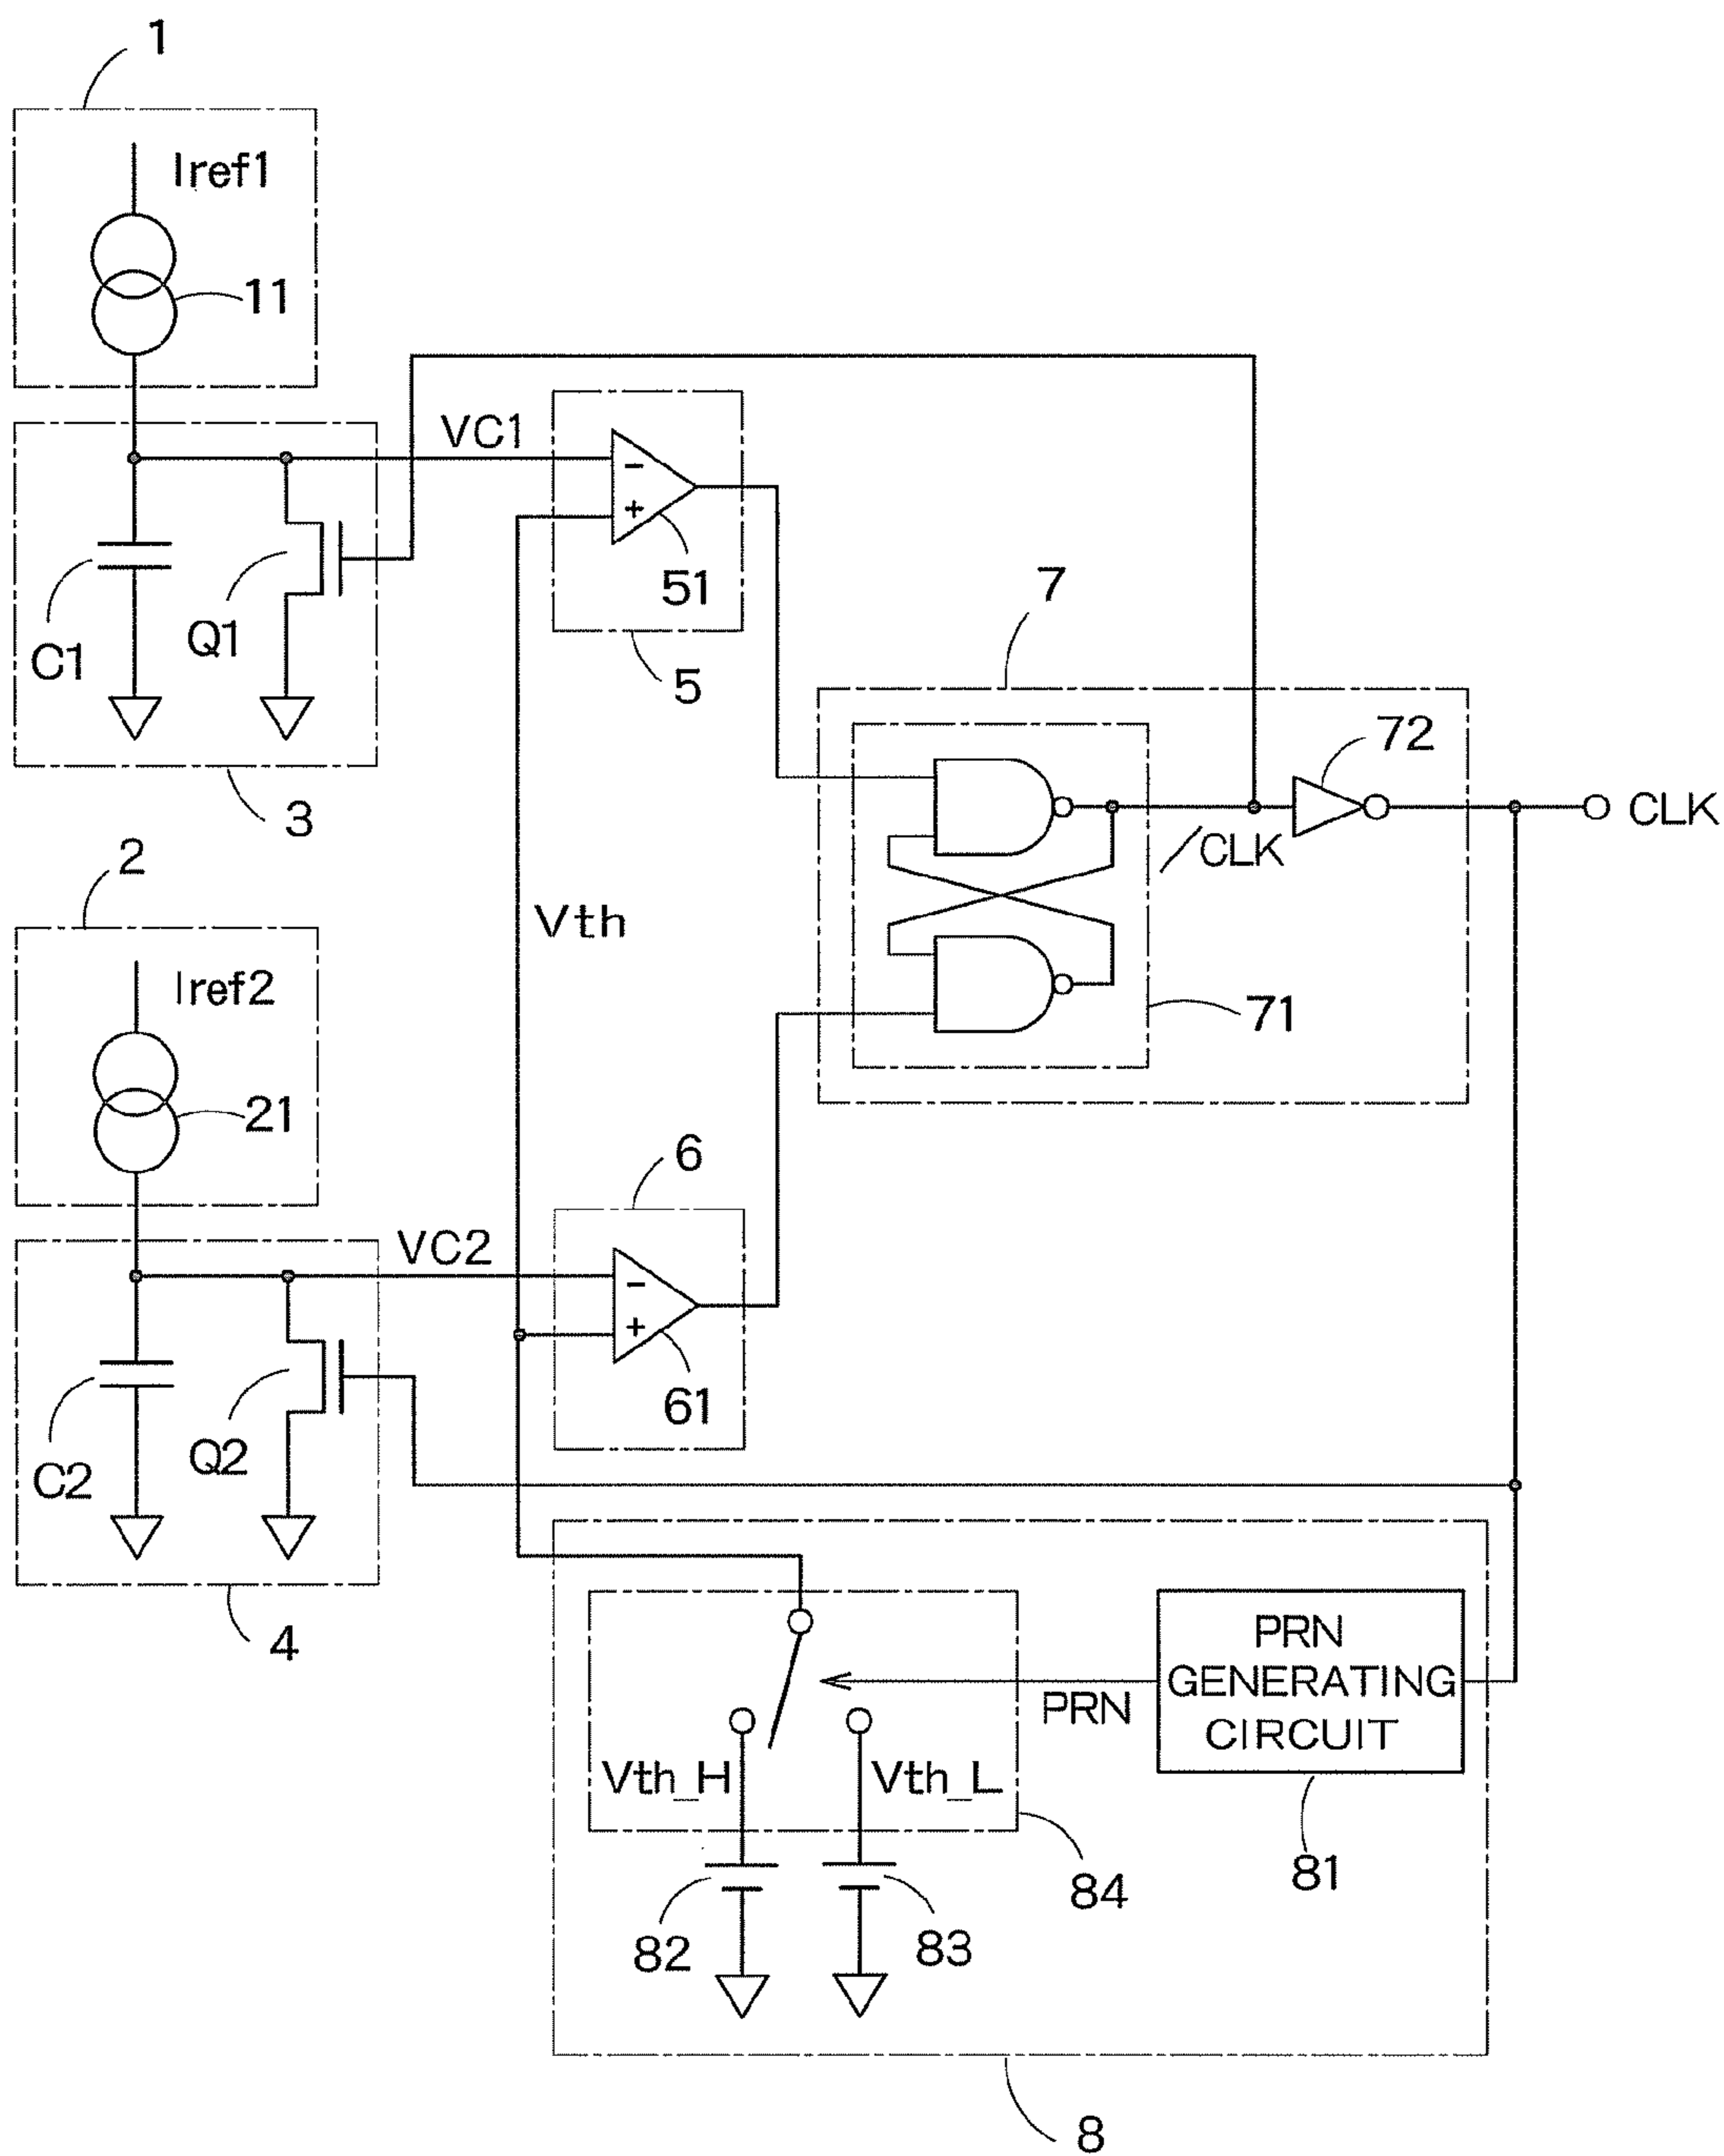 1
Iref1
11
VC1
-
+
51
5
C1
Q1
3
7
72
CLK
/CLK
71
2
Iref2
21
Vth
6
VC2
-
+
61
C2
Q2
4
PRN
GENERATING
CIRCUIT
PRN
Vth_H
Vth_L
81
84
82
83
8